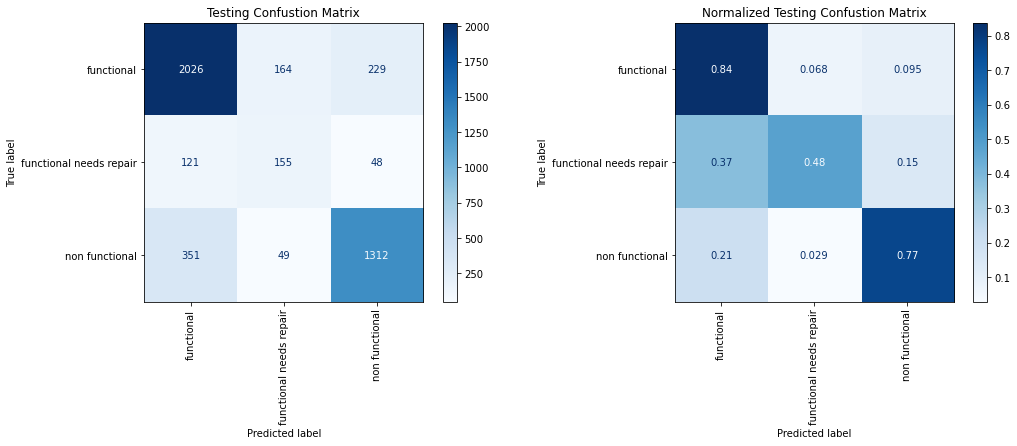 Testing Confustion Matrix
True label
functional
functional needs repair
non functional
2026 164 229
121 155 48
351 49 1312
functional
functional needs repair
non functional
Predicted label
2000
1750
1500
1250
1000
750
500
250
Normalized Testing Confustion Matrix
True label
functional
functional needs repair
non functional
0.84 0.068 0.095
0.37 0.48 0.15
0.21 0.029 0.77
functional
functional needs repair
non functional
Predicted label
0.8
0.7
0.6
0.5
0.4
0.3
0.2
0.1